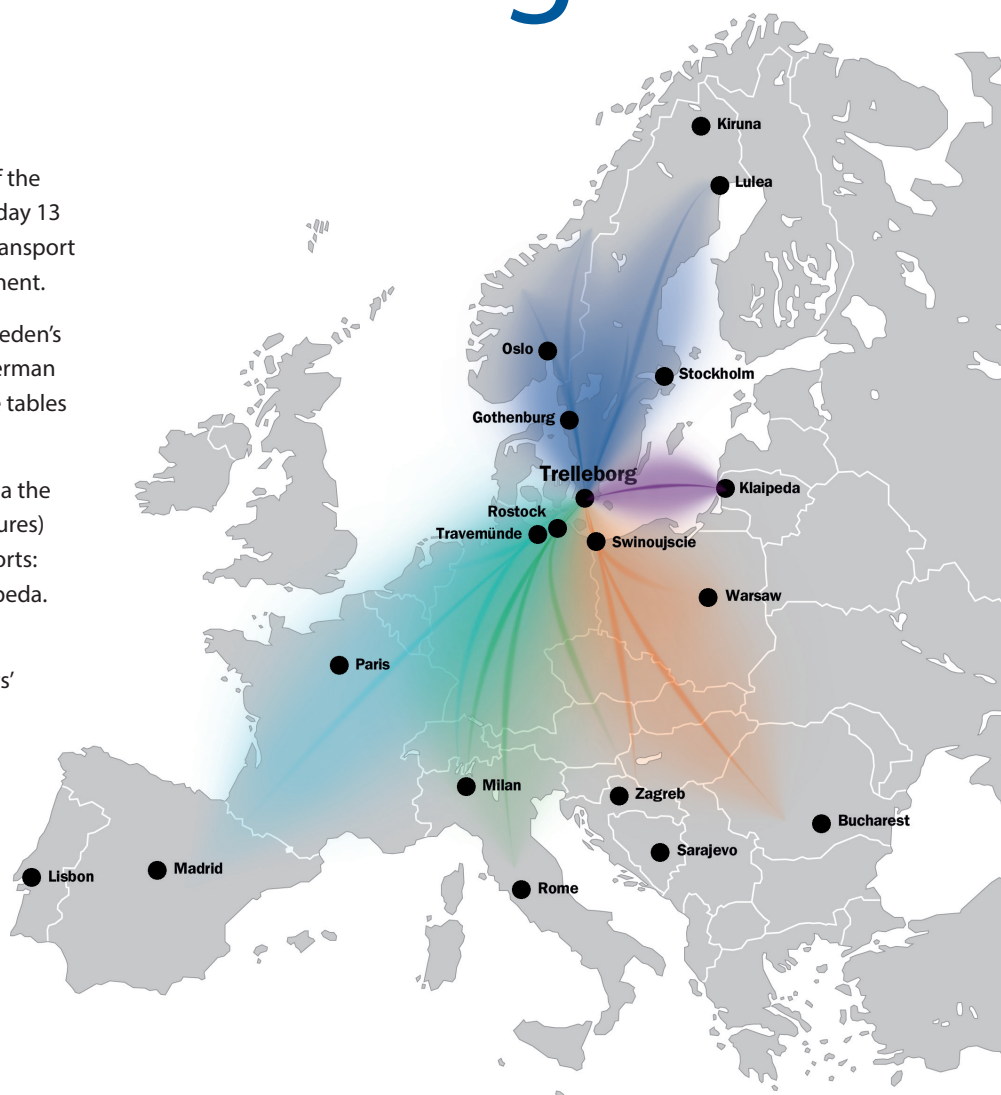 g
f the
day 13
ansport
nent.
eden's
erman
e tables
a the
ures)
orts:
peda.
s'
Kiruna
Lulea
Oslo
Stockholm
Gothenburg
Trelleborg
Klaipeda
Rostock
Travemünde
Swinoujscie
Warsaw
Paris
Milan
Zagreb
Bucharest
Sarajevo
Madrid
Lisbon
Rome